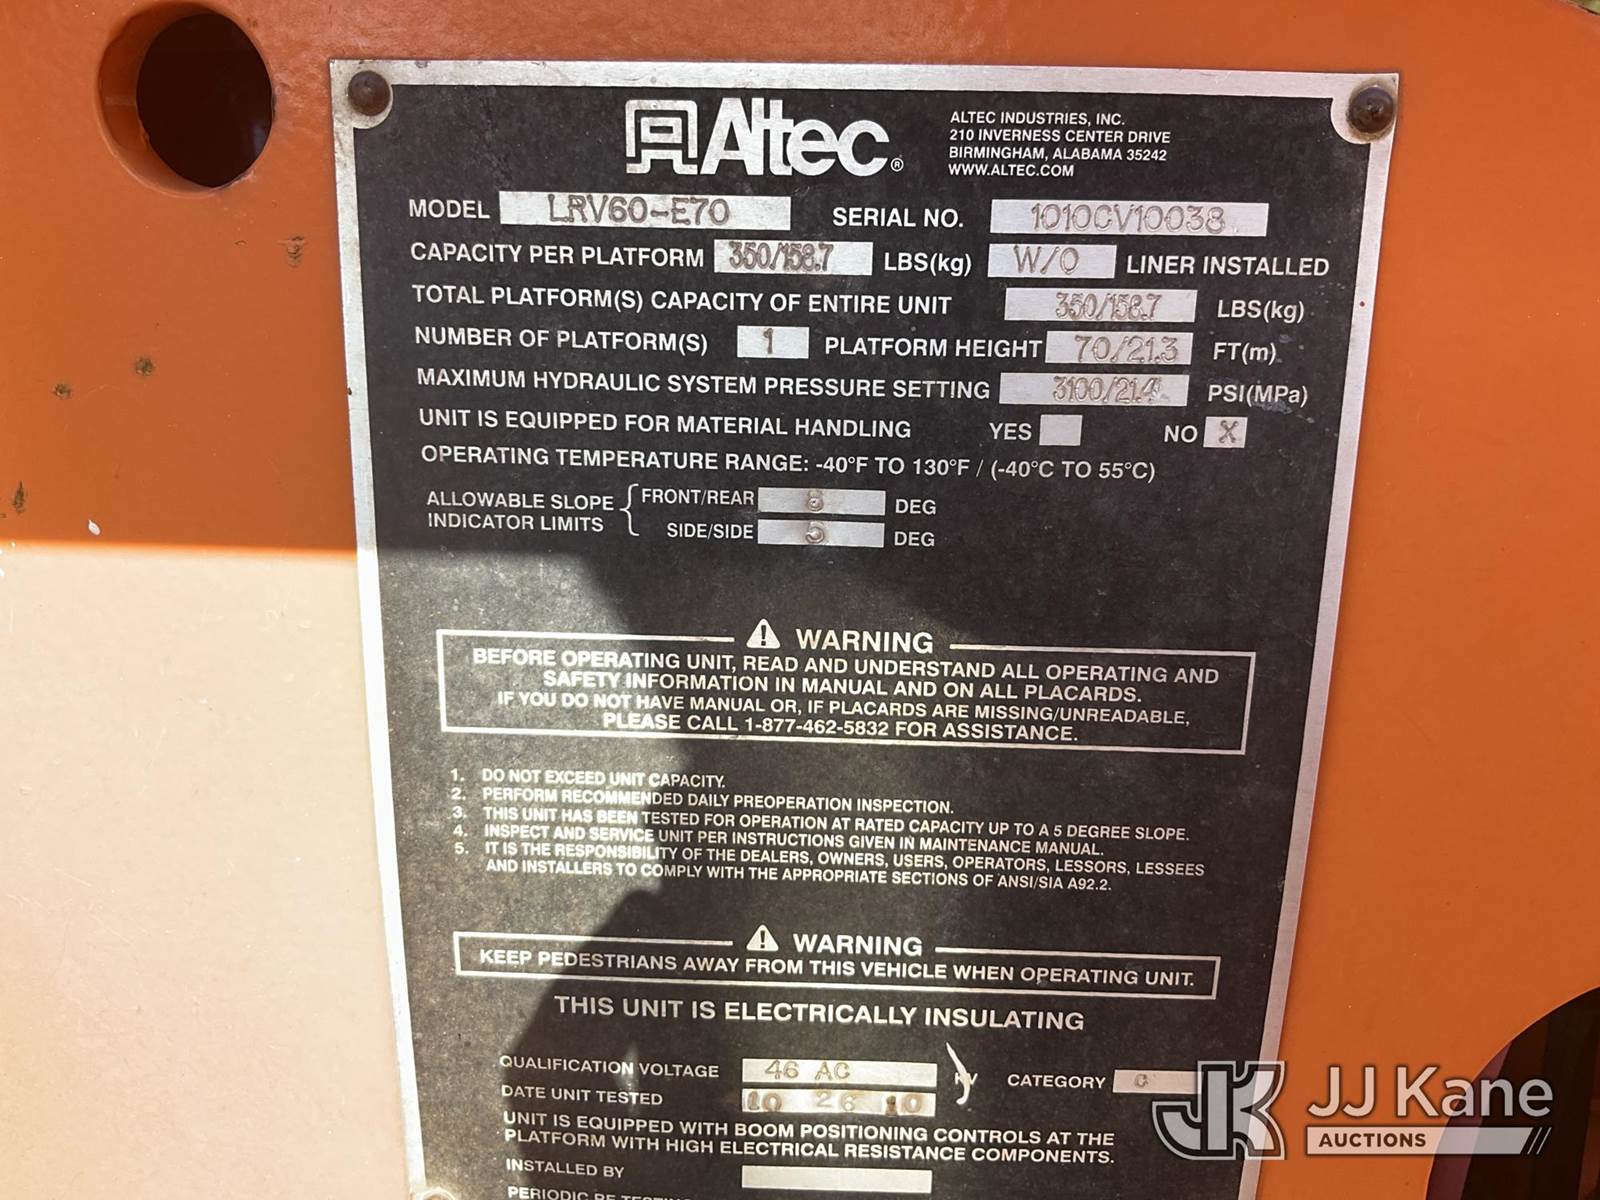 Altec®
ALTEC INDUSTRIES, INC.
210 INVERNESS CENTER DRIVE
BIRMINGHAM, ALABAMA 35242
WWW.ALTEC.COM
MODEL LRV60-E70 SERIAL NO. 1010CV10038
CAPACITY PER PLATFORM 350/158.7 LBS(kg) W/O LINER INSTALLED
TOTAL PLATFORM(S) CAPACITY OF ENTIRE UNIT 350/158.7 LBS(kg)
NUMBER OF PLATFORM(S) 1 PLATFORM HEIGHT 70/21.3 FT(m)
MAXIMUM HYDRAULIC SYSTEM PRESSURE SETTING 3100/21.4 PSI(MPa)
UNIT IS EQUIPPED FOR MATERIAL HANDLING YES NO X
OPERATING TEMPERATURE RANGE: -40°F TO 130°F / (-40°C TO 55°C)
ALLOWABLE SLOPE INDICATOR LIMITS
FRONT/REAR 8 DEG
SIDE/SIDE 5 DEG
WARNING
BEFORE OPERATING UNIT, READ AND UNDERSTAND ALL OPERATING AND
SAFETY INFORMATION IN MANUAL AND ON ALL PLACARDS.
IF YOU DO NOT HAVE MANUAL OR, IF PLACARDS ARE MISSING/UNREADABLE,
PLEASE CALL 1-877-462-5832 FOR ASSISTANCE.
1. DO NOT EXCEED UNIT CAPACITY.
2. PERFORM RECOMMENDED DAILY PREOPERATION INSPECTION.
3. THIS UNIT HAS BEEN TESTED FOR OPERATION AT RATED CAPACITY UP TO A 5 DEGREE SLOPE.
4. INSPECT AND SERVICE UNIT PER INSTRUCTIONS GIVEN IN MAINTENANCE MANUAL.
5. IT IS THE RESPONSIBILITY OF THE DEALERS, OWNERS, USERS, OPERATORS, LESSORS, LESSEES
AND INSTALLERS TO COMPLY WITH THE APPROPRIATE SECTIONS OF ANSI/SIA A92.2.
WARNING
KEEP PEDESTRIANS AWAY FROM THIS VEHICLE WHEN OPERATING UNIT.
THIS UNIT IS ELECTRICALLY INSULATING
QUALIFICATION VOLTAGE 46 AC KV CATEGORY C
DATE UNIT TESTED 10 26 10
UNIT IS EQUIPPED WITH BOOM POSITIONING CONTROLS AT THE
PLATFORM WITH HIGH ELECTRICAL RESISTANCE COMPONENTS.
INSTALLED BY
PERIODIC
JK JJ Kane
AUCTIONS